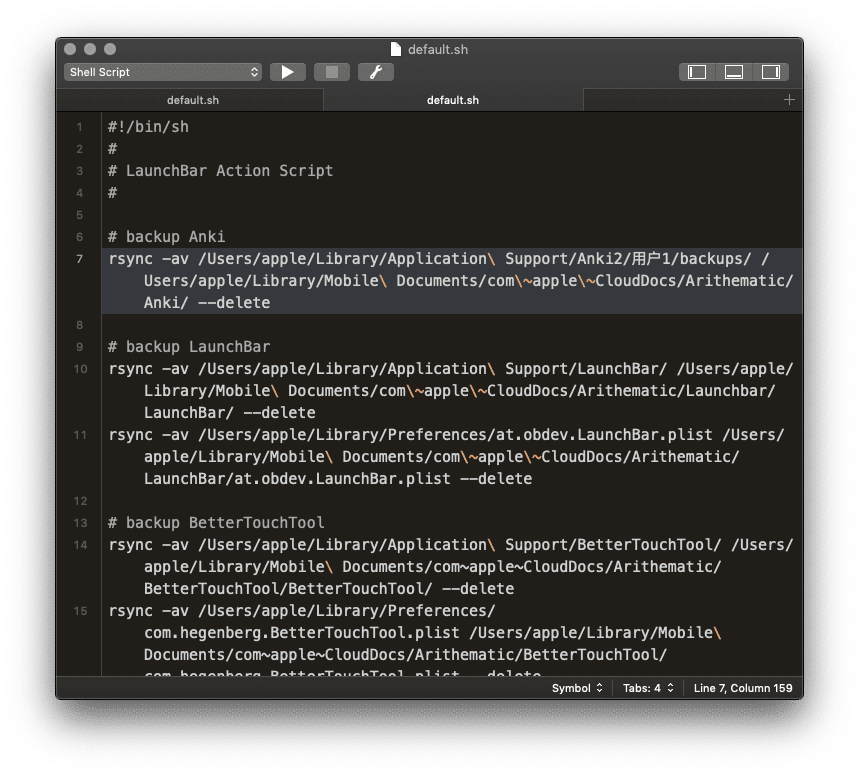 default.sh
Shell Script
default.sh
default.sh
1 #!/bin/sh
2 #
3 # LaunchBar Action Script
4 #
5
6 # backup Anki
7 rsync -av /Users/apple/Library/Application\ Support/Anki2/用户1/backups/ /
Users/apple/Library/Mobile\ Documents/com\~apple\~CloudDocs/Arithematic/
Anki/ --delete
8
9 # backup LaunchBar
10 rsync -av /Users/apple/Library/Application\ Support/LaunchBar/ /Users/apple/
Library/Mobile\ Documents/com\~apple\~CloudDocs/Arithematic/Launchbar/
LaunchBar/ --delete
11 rsync -av /Users/apple/Library/Preferences/at.obdev.LaunchBar.plist /Users/
apple/Library/Mobile\ Documents/com\~apple\~CloudDocs/Arithematic/
LaunchBar/at.obdev.LaunchBar.plist --delete
12
13 # backup BetterTouchTool
14 rsync -av /Users/apple/Library/Application\ Support/BetterTouchTool/ /Users/
apple/Library/Mobile\ Documents/com~apple~CloudDocs/Arithematic/
BetterTouchTool/BetterTouchTool/ --delete
15 rsync -av /Users/apple/Library/Preferences/
com.hegenberg.BetterTouchTool.plist /Users/apple/Library/Mobile\
Documents/com~apple~CloudDocs/Arithematic/BetterTouchTool/
com.hegenberg.BetterTouchTool.plist --delete
Symbol Tabs: 4 Line 7, Column 159